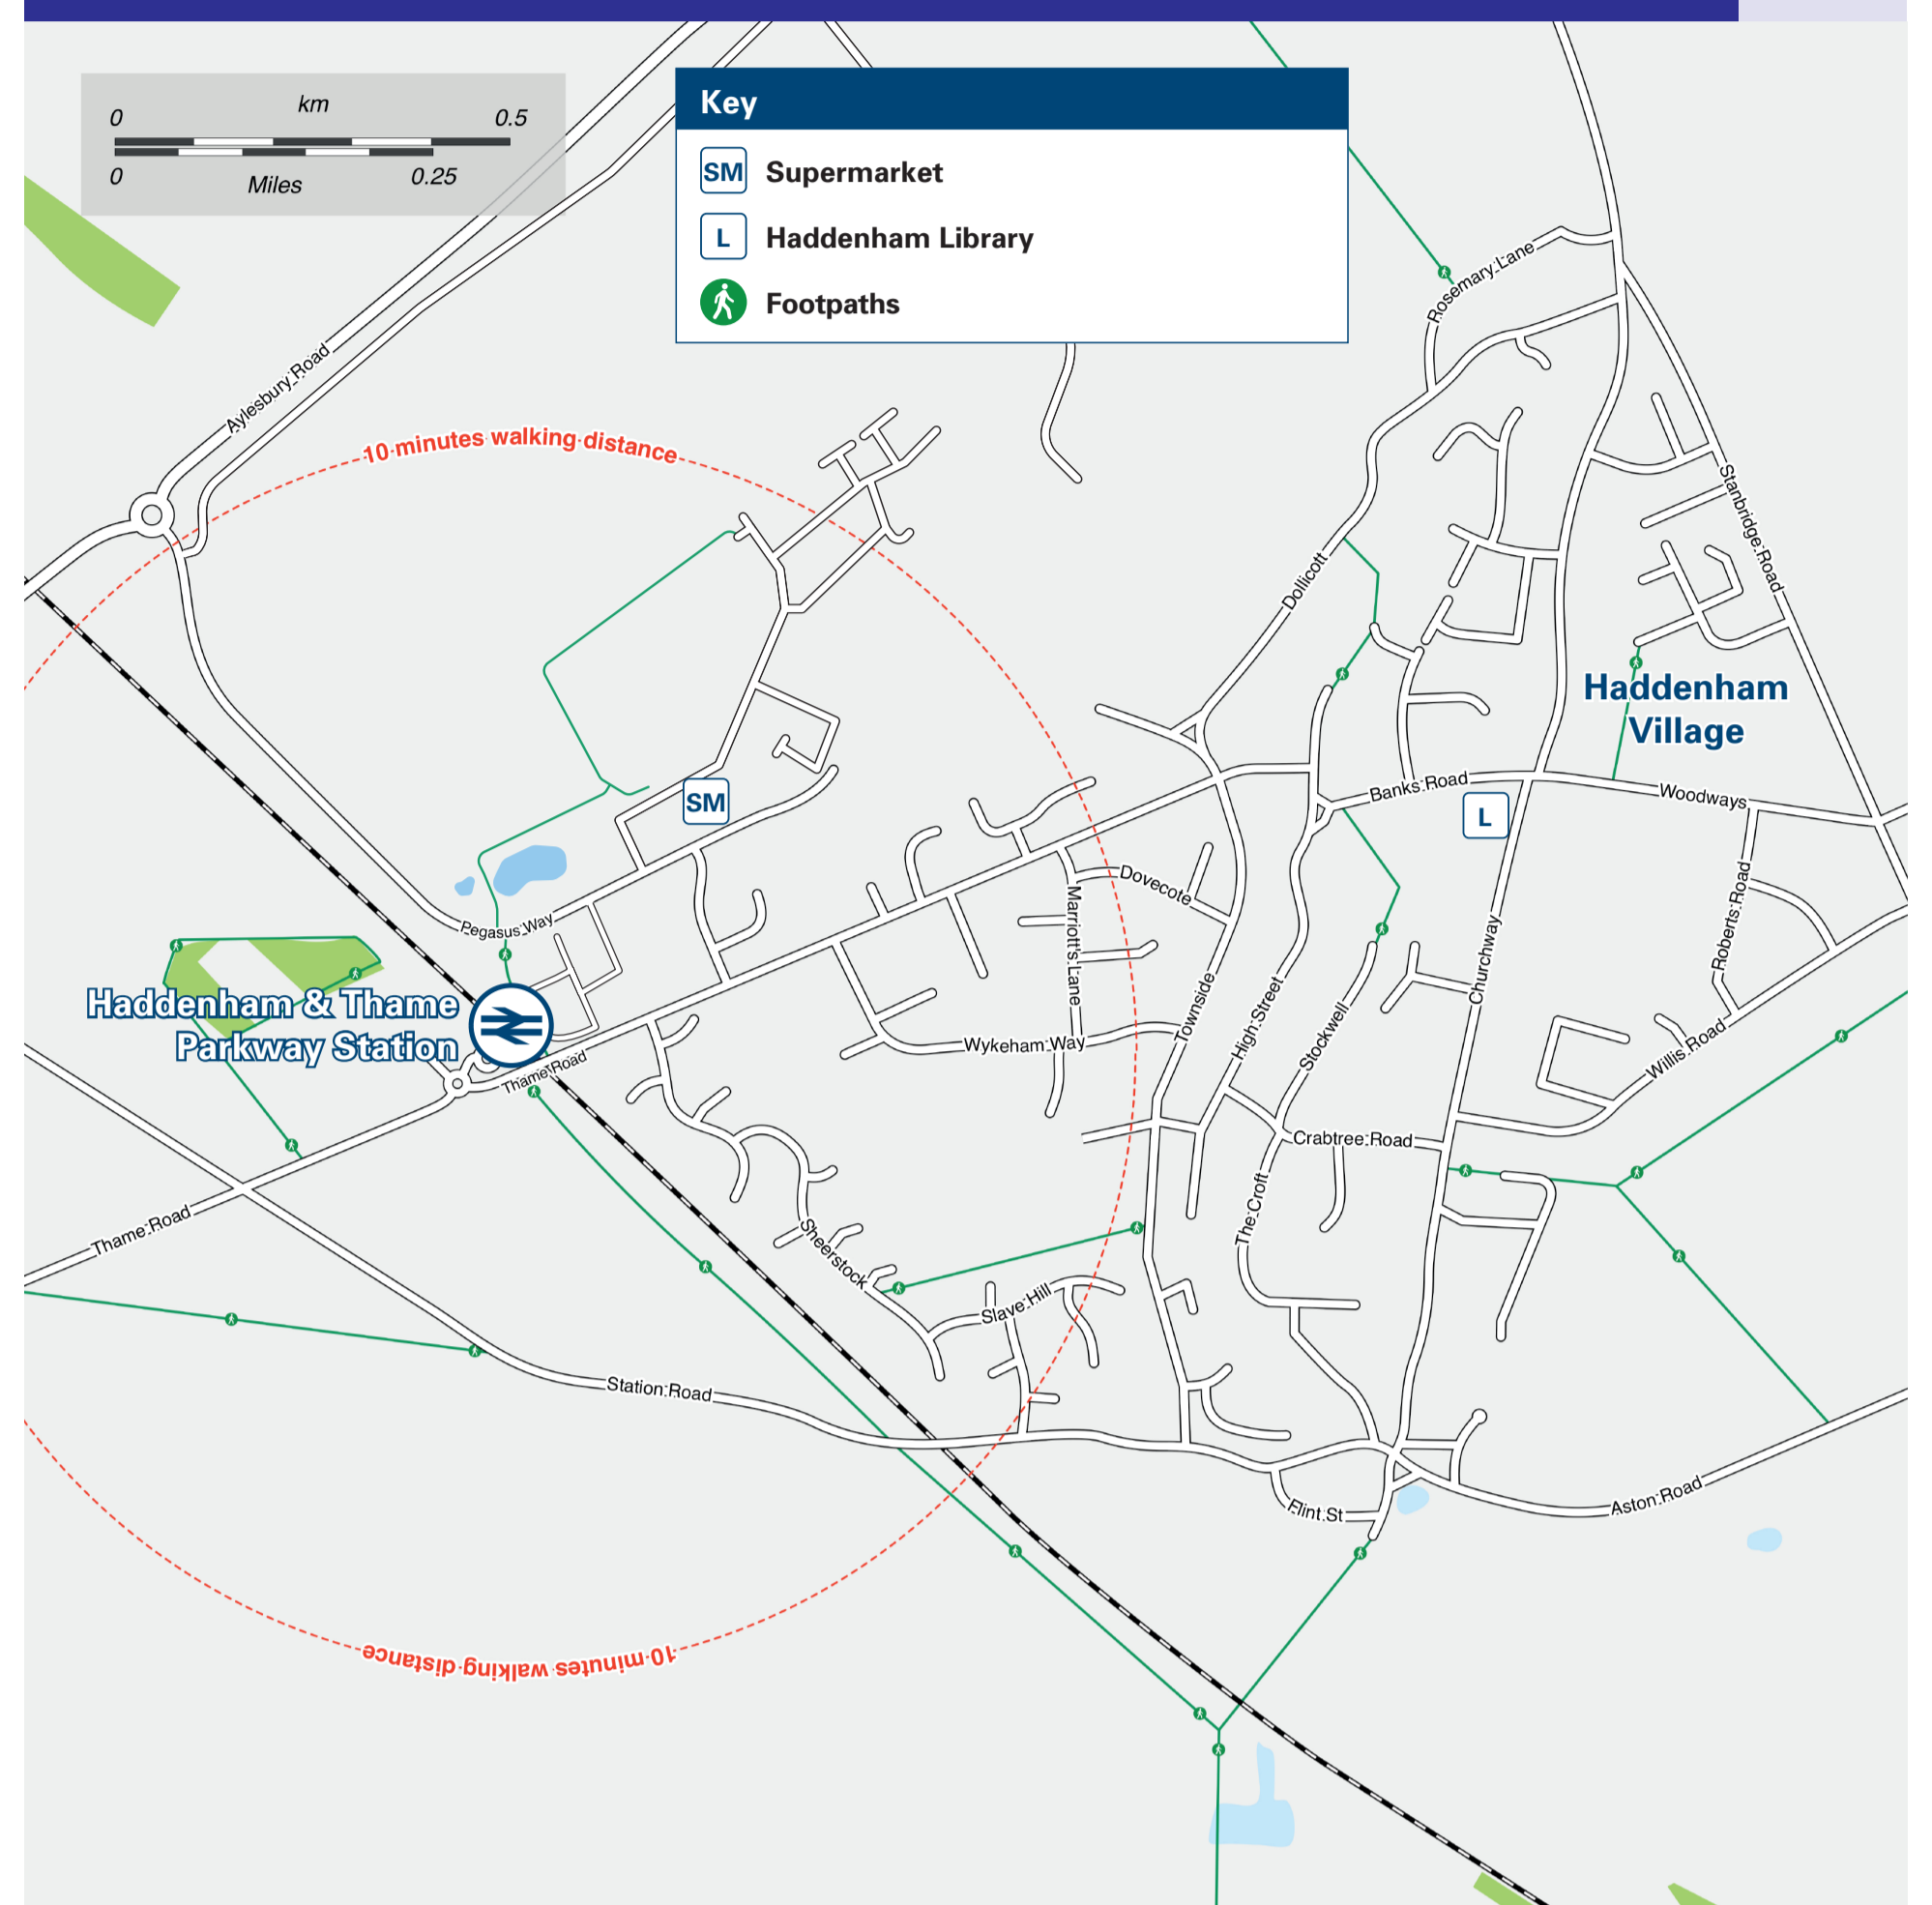 km
0 0.5
0 Miles 0.25
Key
SM Supermarket
L Haddenham Library
Footpaths
Rosemary Lane
Aylesbury Road
10 minutes walking distance
Stanbridge Road
Dollicott
Haddenham
Village
SM
Banks Road
Woodways
L
Dovecote
Pegasus Way
Marriott's Lane
Roberts Road
Churchway
Haddenham & Thame
Parkway Station
Townside
High Street
Stockwell
Wykeham Way
Willis Road
Thame Road
Crabtree Road
The Croft
Thame Road
Sheerstock
Slave Hill
Station Road
Flint St
Aston Road
10 minutes walking distance